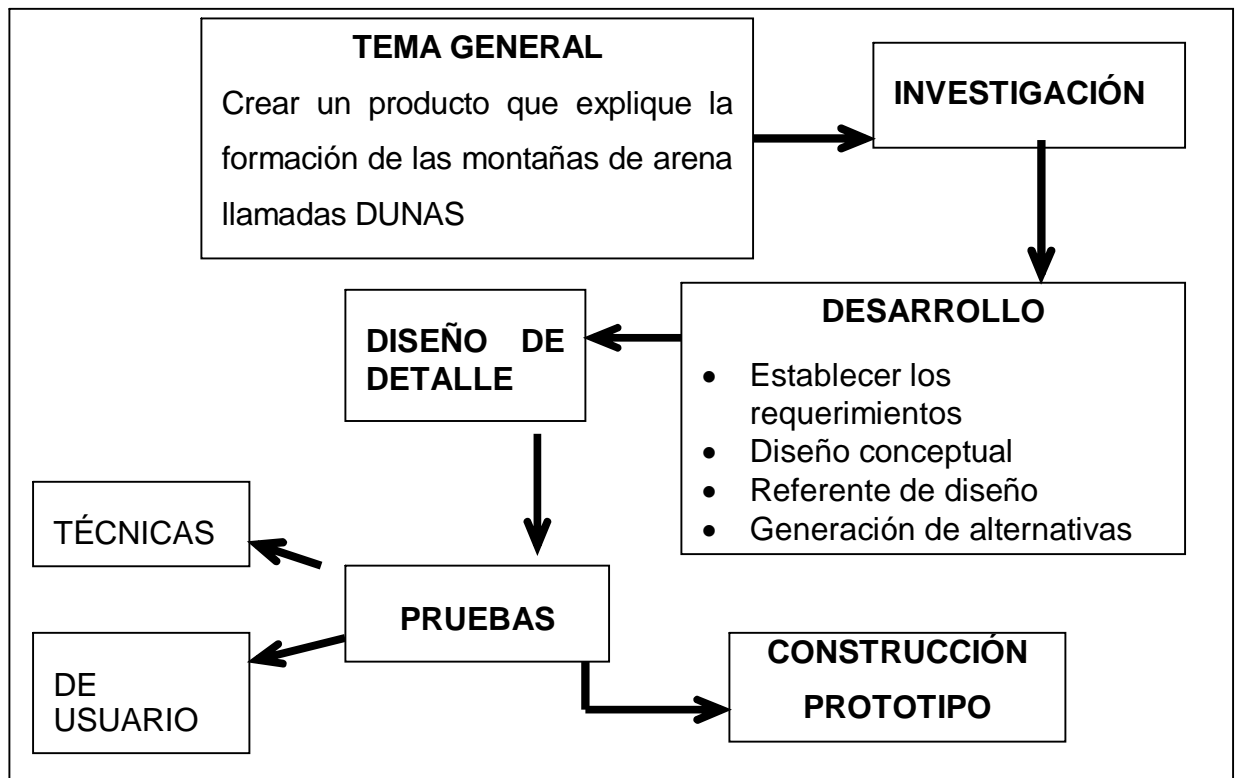 TEMA GENERAL
Crear un producto que explique la
formación de las montañas de arena
llamadas DUNAS
INVESTIGACIÓN
DESARROLLO
• Establecer los
requerimientos
• Diseño conceptual
• Referente de diseño
• Generación de alternativas
DISEÑO DE
DETALLE
PRUEBAS
TÉCNICAS
DE
USUARIO
CONSTRUCCIÓN
PROTOTIPO